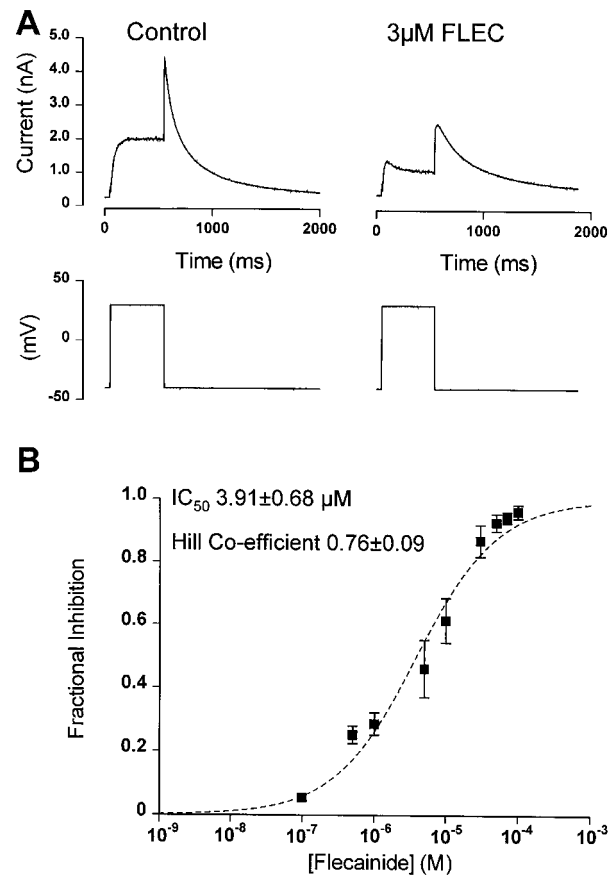 A
Control
3µM FLEC
Current (nA)
5.0
4.0
3.0
2.0
1.0
0
0
1000
2000
0
1000
2000
Time (ms)
Time (ms)
(mV)
50
0
-50
B
IC50 3.91±0.68 µM
Hill Co-efficient 0.76±0.09
Fractional Inhibition
1.0
0.8
0.6
0.4
0.2
0
10-9
10-8
10-7
10-6
10-5
10-4
10-3
[Flecainide] (M)